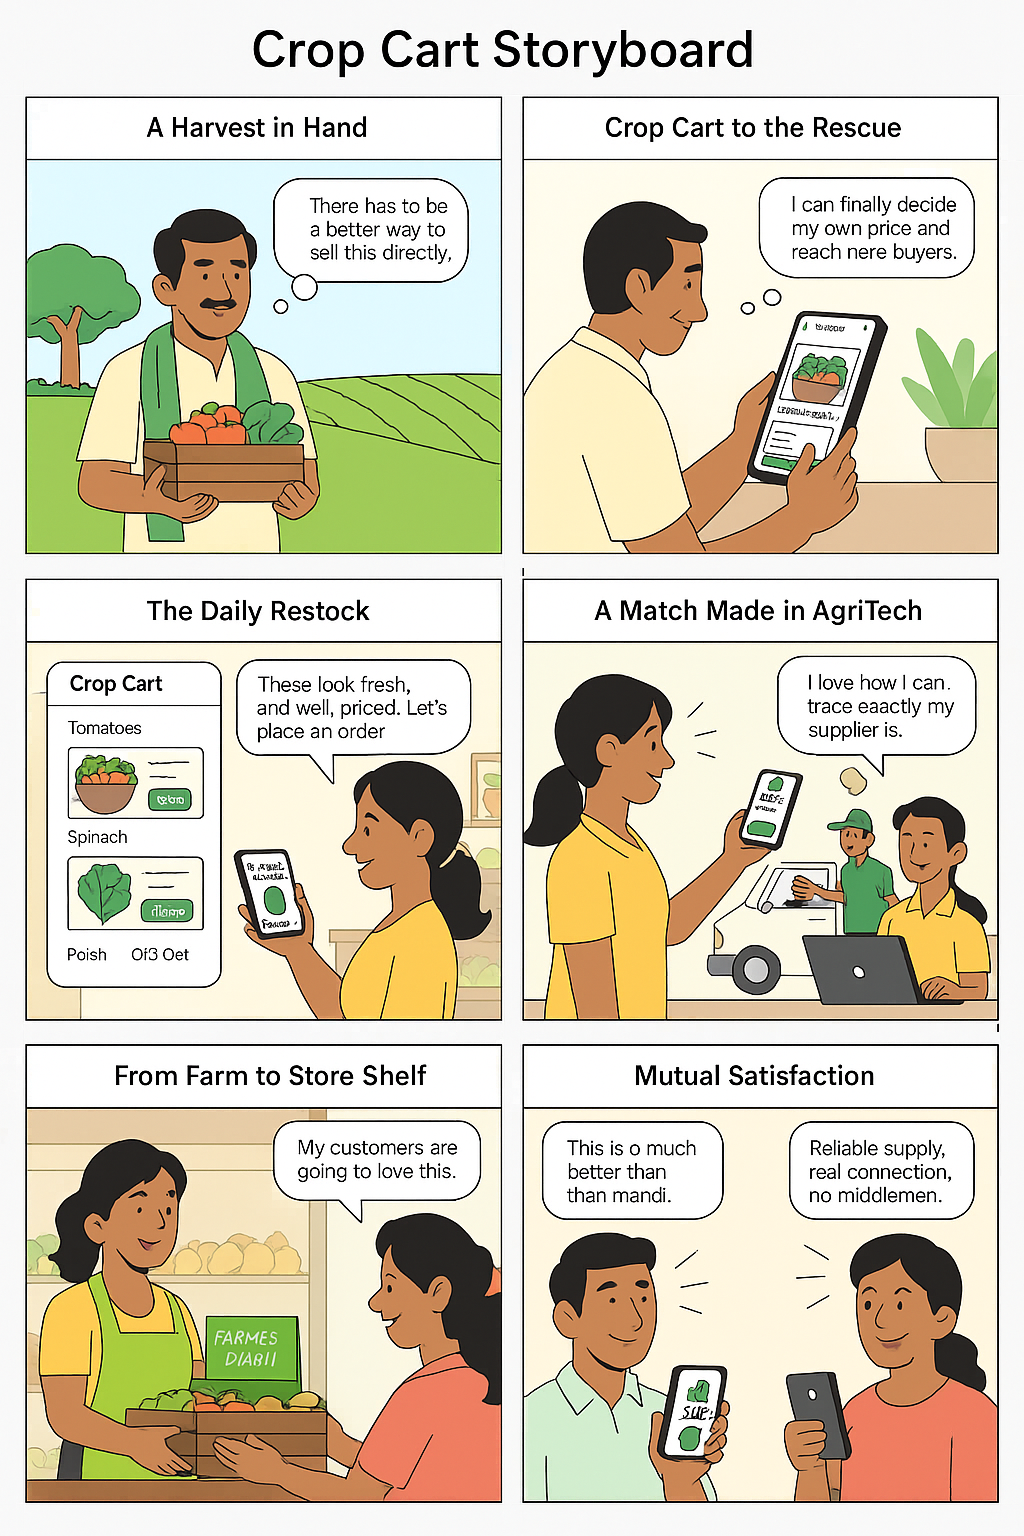 Crop Cart Storyboard
A Harvest in Hand
There has to be
a better way to
sell this directly,
Crop Cart to the Rescue
I can finally decide
my own price and
reach nere buyers.
The Daily Restock
Crop Cart
Tomatoes
Spinach
Poish Of3 Oet
These look fresh,
and well, priced. Let's
place an order
A Match Made in AgriTech
I love how I can.
trace eaactly my
supplier is.
From Farm to Store Shelf
My customers are
going to love this.
FARMES
DIABII
Mutual Satisfaction
This is o much
better than
than mandi.
Reliable supply,
real connection,
no middlemen.